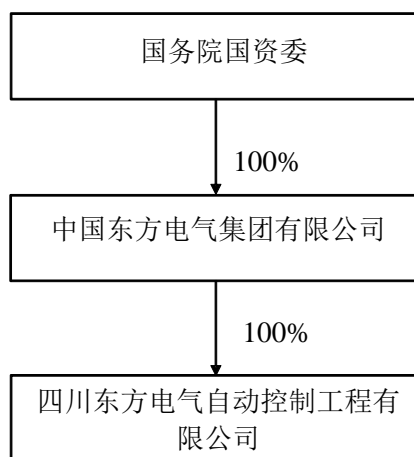 国务院国资委
100%
中国东方电气集团有限公司
100%
四川东方电气自动控制工程有
限公司